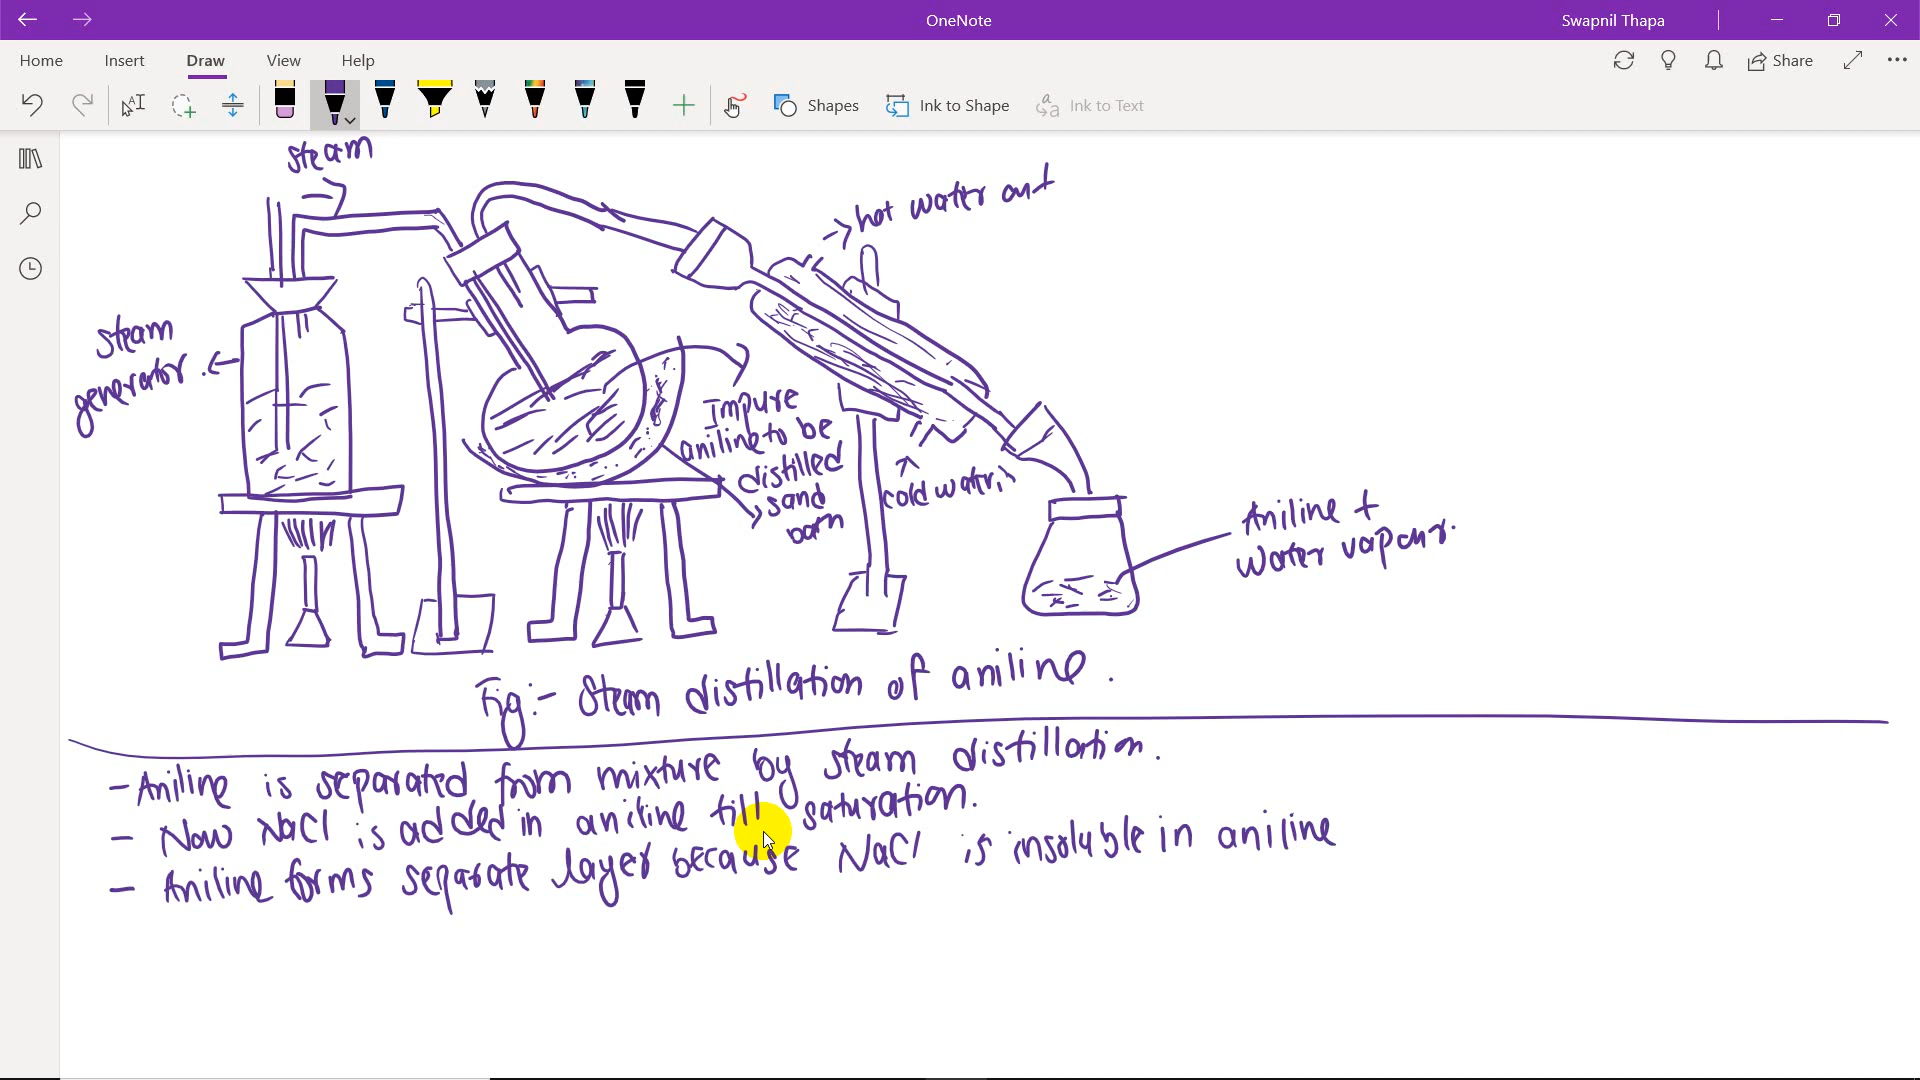 OneNote
Swapnil Thapa
Home
Insert
Draw
View
Help
Share
Shapes
Ink to Shape
Ink to Text
steam
hot water out
steam
generator
Impure
aniline to be
distilled
sand
cold water
Aniline +
water vapour.
Fig:- Steam distillation of aniline.
- Aniline is separated from mixture by steam distillation.
- Now NaCl is added in aniline till saturation.
- Aniline forms separate layer because NaCl is insoluble in aniline